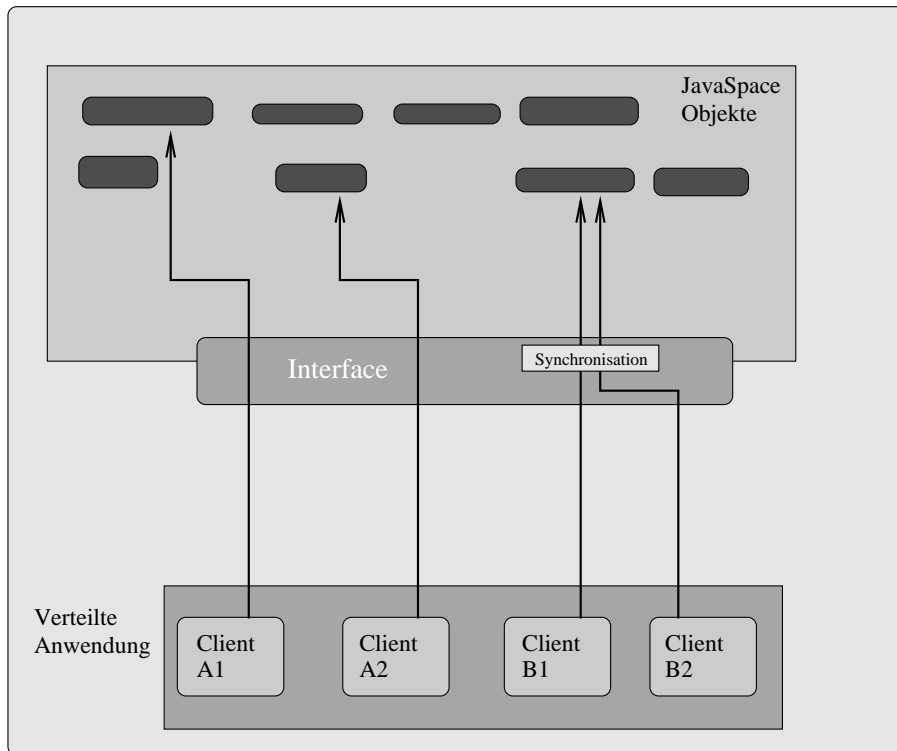 JavaSpace
Objekte
Interface
Synchronisation
Verteilte
Anwendung
Client
A1
Client
A2
Client
B1
Client
B2